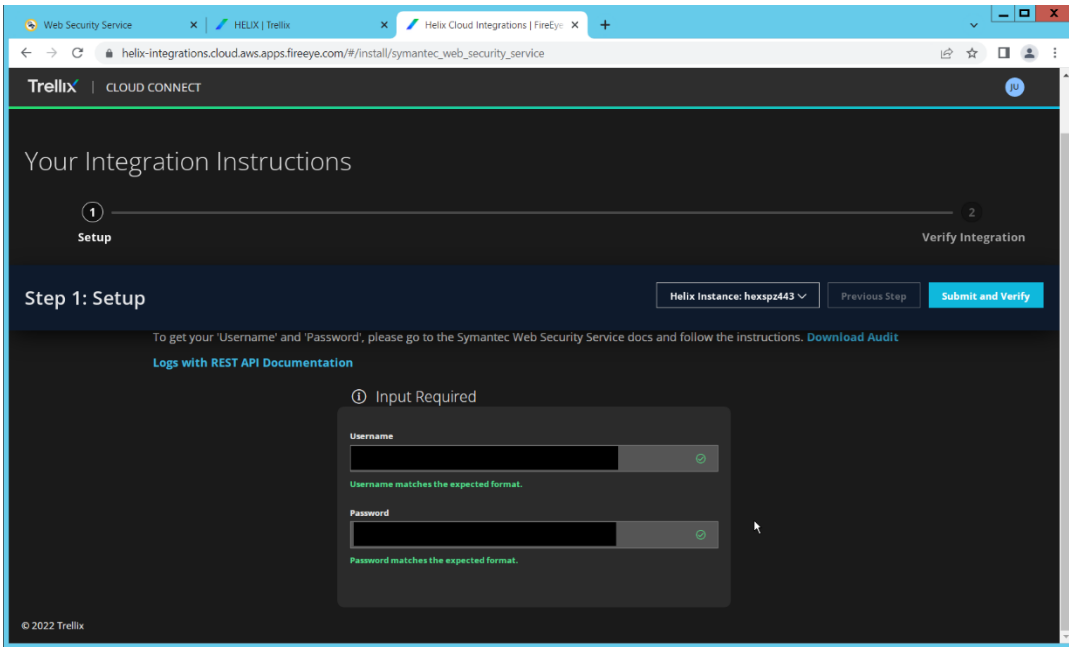 Web Security Service
HELIX | Trellix
Helix Cloud Integrations | FireEye
helix-integrations.cloud.aws.apps.fireeye.com/#/install/symantec_web_security_service
Trellix | CLOUD CONNECT
JU
Your Integration Instructions
1
2
Setup
Verify Integration
Step 1: Setup
Helix Instance: hexspz443
Previous Step
Submit and Verify
To get your 'Username' and 'Password', please go to the Symantec Web Security Service docs and follow the instructions. Download Audit
Logs with REST API Documentation
Input Required
Username
Username matches the expected format.
Password
Password matches the expected format.
© 2022 Trellix